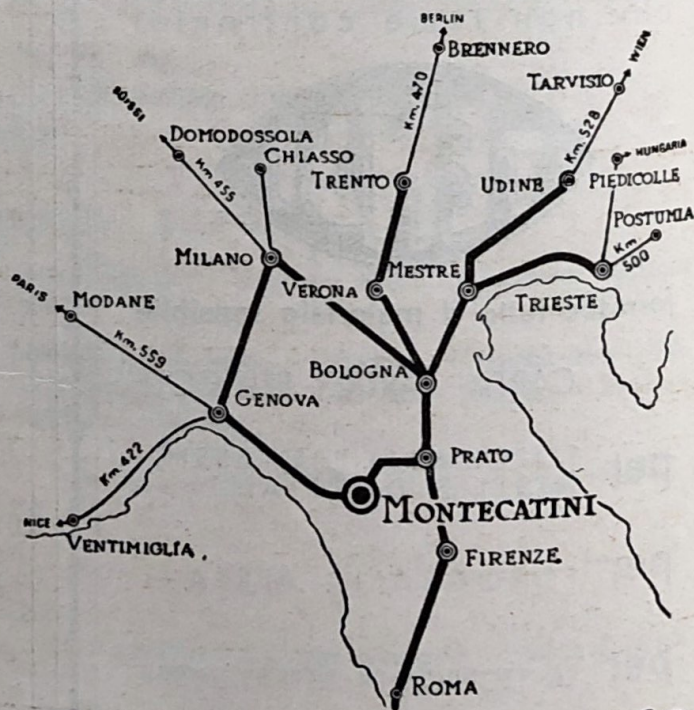 BERLIN
BRENNERO
WIEN
TARVISIO
Km. 470
Km. 528
DOMODOSSOLA
CHIASSO
HUNGARIA
Km 455
TRENTO
UDINE
PIEDICOLLE
POSTUMIA
MILANO
MESTRE
Km 500
VERONA
TRIESTE
PARIS
MODANE
Km. 559
BOLOGNA
GENOVA
Km 422
PRATO
MONTECATINI
NICE
VENTIMIGLIA.
FIRENZE
ROMA